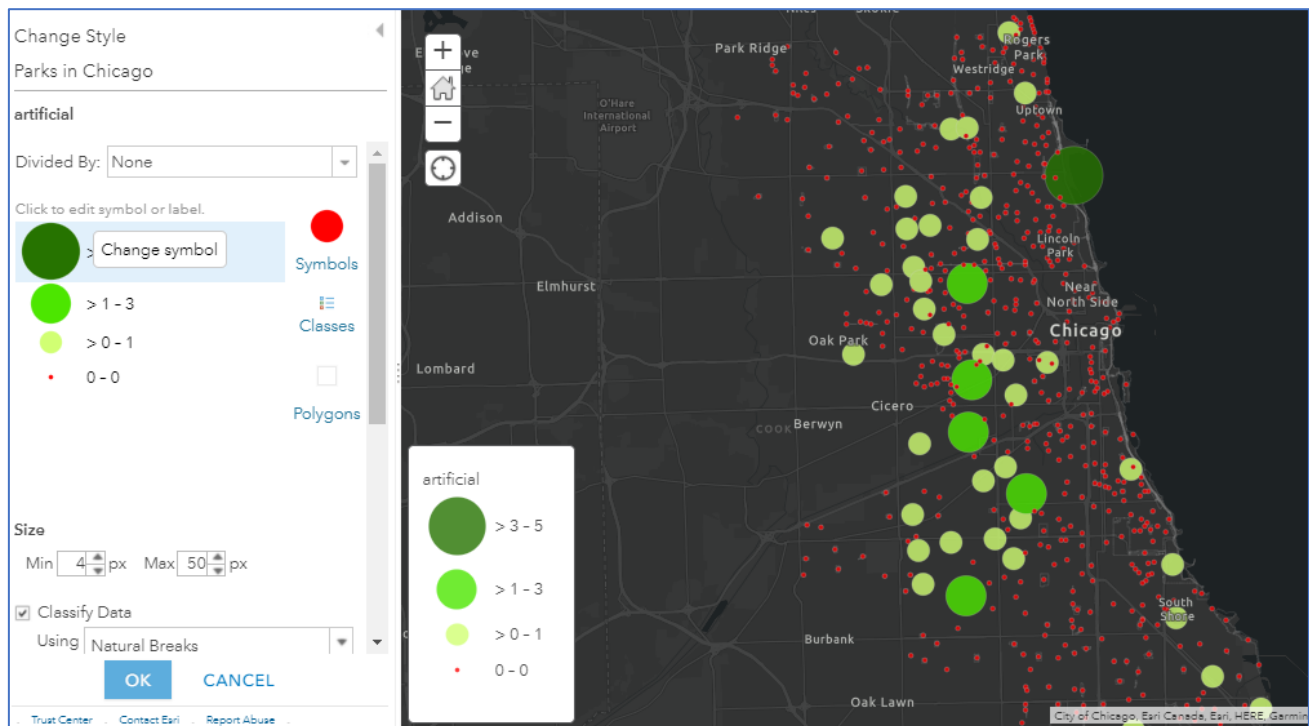 Change Style
Parks in Chicago
artificial
Divided By: None
Click to edit symbol or label.
>
Change symbol
> 1 - 3
> 0 - 1
0 - 0
Symbols
Classes
Polygons
Size
Min 4 px Max 50 px
Classify Data
Using Natural Breaks
OK CANCEL
Trust Center Contact Esri Report Abuse
+
−
Park Ridge
Rogers
Park
Westridge
O'Hare
International
Airport
Uptown
Addison
Lincoln
Park
Elmhurst
Near
North Side
Chicago
Oak Park
Lombard
Cicero
COOK
Berwyn
South
Shore
Burbank
Oak Lawn
artificial
> 3 - 5
> 1 - 3
> 0 - 1
0 - 0
City of Chicago, Esri Canada, Esri, HERE, Garmin